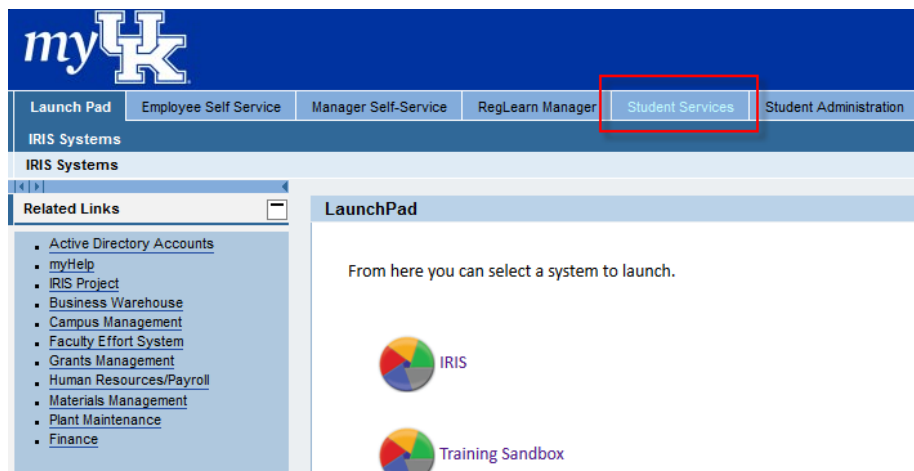 myUK
Launch Pad Employee Self Service Manager Self-Service RegLearn Manager Student Services Student Administration
IRIS Systems
IRIS Systems
Related Links
Active Directory Accounts
myHelp
IRIS Project
Business Warehouse
Campus Management
Faculty Effort System
Grants Management
Human Resources/Payroll
Materials Management
Plant Maintenance
Finance
LaunchPad
From here you can select a system to launch.
IRIS
Training Sandbox